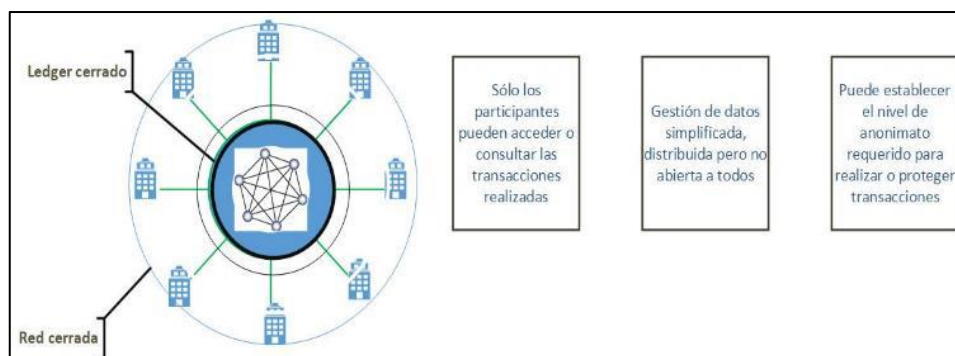 Ledger cerrado
Red cerrada
Sólo los
participantes
pueden acceder o
consultar las
transacciones
realizadas
Gestión de datos
simplificada,
distribuida pero no
abierta a todos
Puede establecer
el nivel de
anonimato
requerido para
realizar o proteger
transacciones